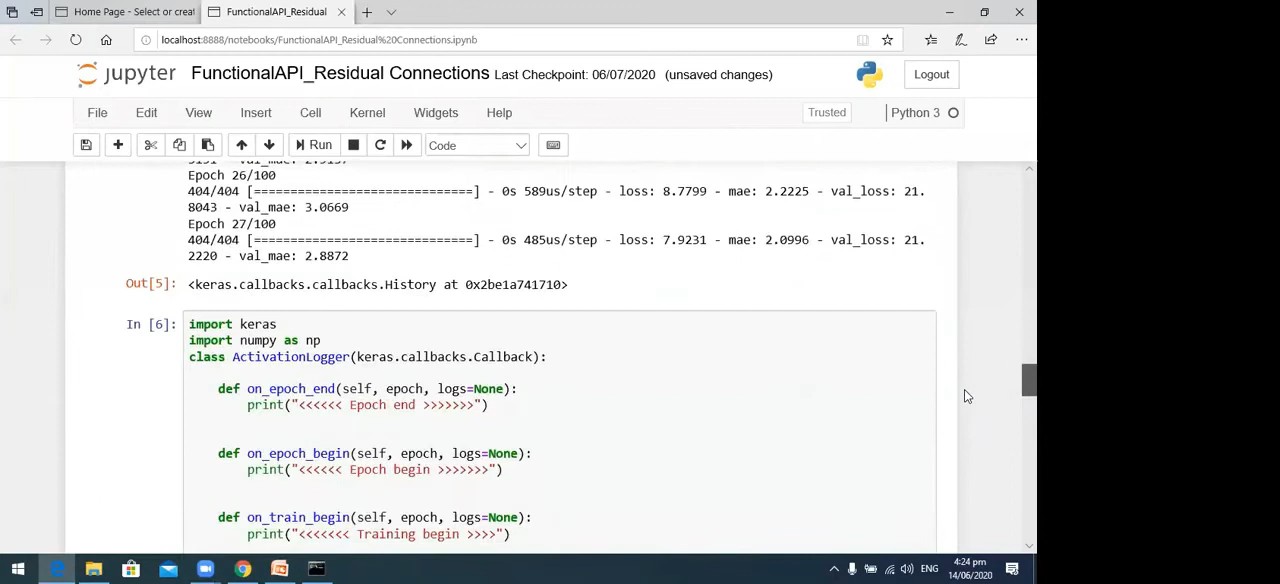 Home Page - Select or creat
FunctionalAPI_Residual
localhost:8888/notebooks/FunctionalAPI_Residual%20Connections.ipynb
jupyter FunctionalAPI_Residual Connections Last Checkpoint: 06/07/2020 (unsaved changes)
Logout
File Edit View Insert Cell Kernel Widgets Help
Trusted
Python 3
Run
Code
9191 - val_mae: 2.9137
Epoch 26/100
404/404 [==============================] - 0s 589us/step - loss: 8.7799 - mae: 2.2225 - val_loss: 21.
8043 - val_mae: 3.0669
Epoch 27/100
404/404 [==============================] - 0s 485us/step - loss: 7.9231 - mae: 2.0996 - val_loss: 21.
2220 - val_mae: 2.8872
Out[5]: <keras.callbacks.callbacks.History at 0x2be1a741710>
In [6]: import keras
import numpy as np
class ActivationLogger(keras.callbacks.Callback):
def on_epoch_end(self, epoch, logs=None):
print("<<<<<< Epoch end >>>>>>>")
def on_epoch_begin(self, epoch, logs=None):
print("<<<<<< Epoch begin >>>>>>>")
def on_train_begin(self, epoch, logs=None):
print("<<<<<<< Training begin >>>>")
ENG
4:24 pm
14/06/2020